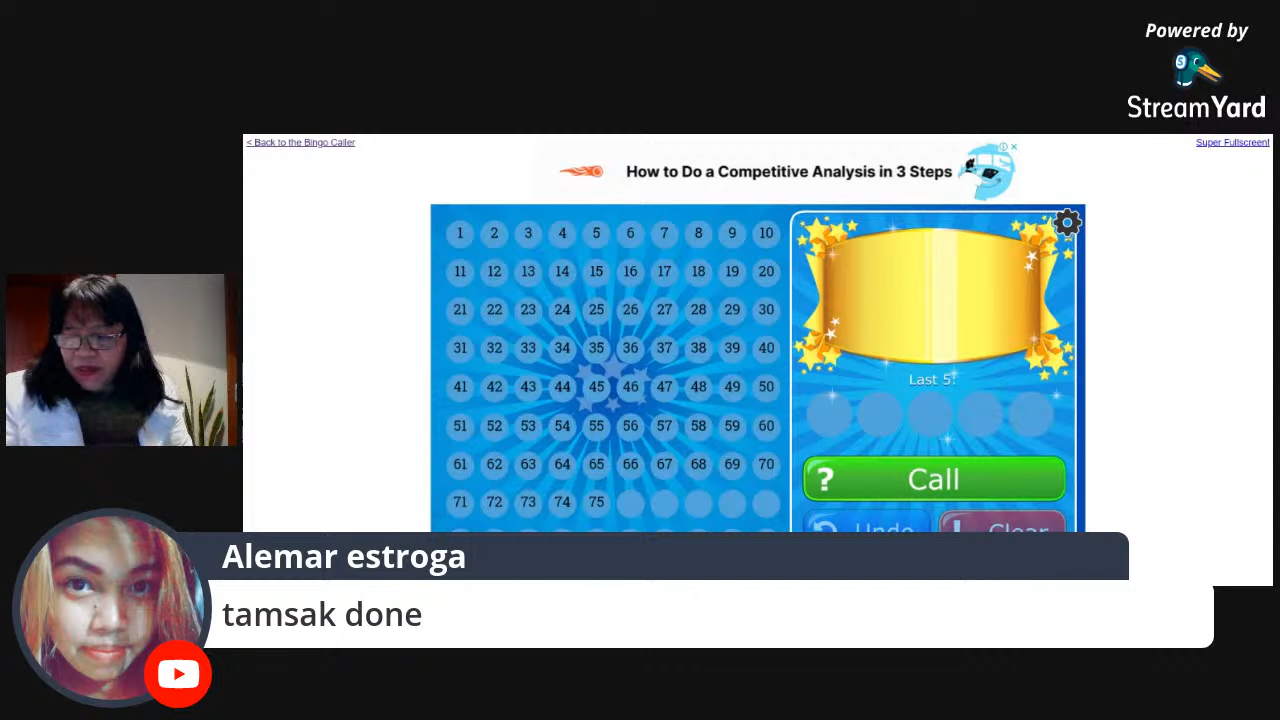 Powered by
StreamYard
< Back to the Bingo Caller
Super Fullscreen!
How to Do a Competitive Analysis in 3 Steps
1 2 3 4 5 6 7 8 9 10
11 12 13 14 15 16 17 18 19 20
21 22 23 24 25 26 27 28 29 30
31 32 33 34 35 36 37 38 39 40
41 42 43 44 45 46 47 48 49 50
51 52 53 54 55 56 57 58 59 60
61 62 63 64 65 66 67 68 69 70
71 72 73 74 75
Last 5:
? Call
Undo ! Clear
Alemar estroga
tamsak done